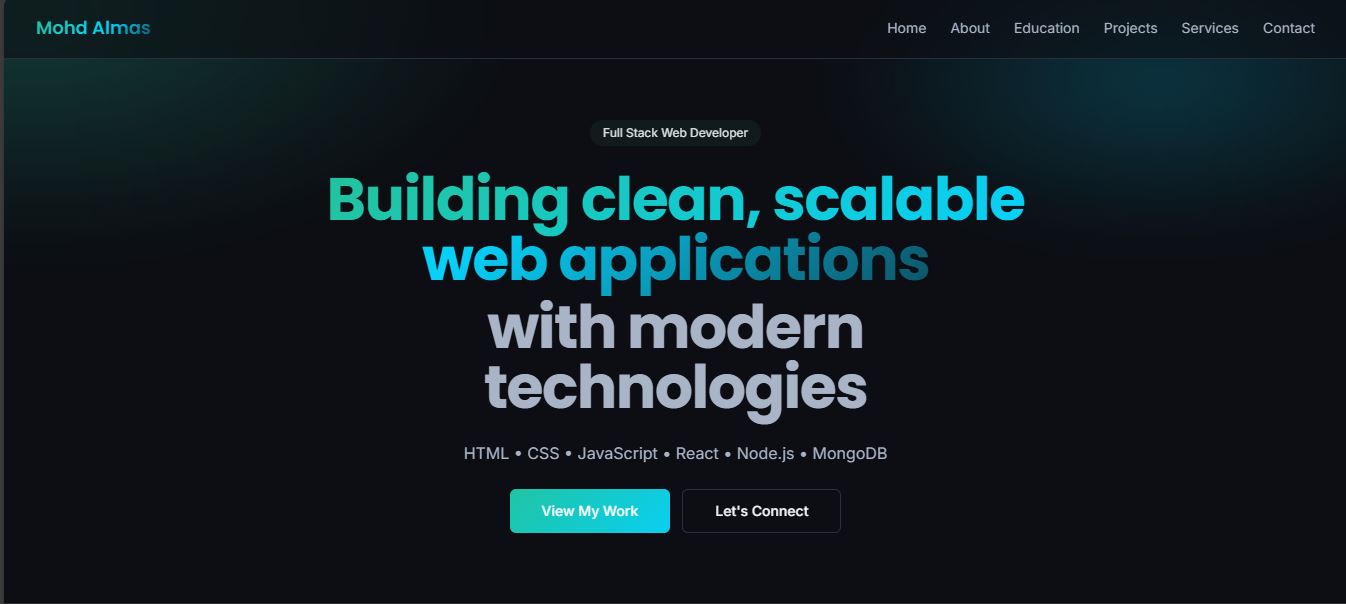 Mohd Almas
Home About Education Projects Services Contact
Full Stack Web Developer
Building clean, scalable
web applications
with modern
technologies
HTML • CSS • JavaScript • React • Node.js • MongoDB
View My Work
Let's Connect